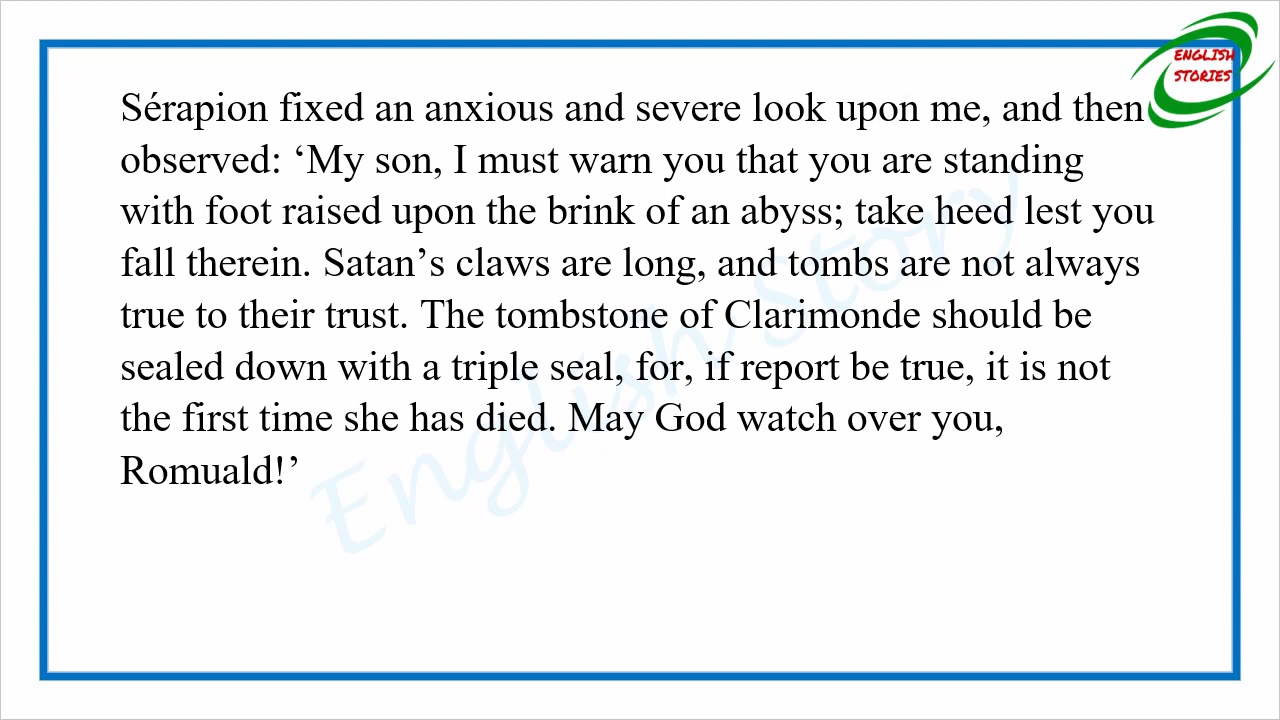 ENGLISH
STORIES
Sérapion fixed an anxious and severe look upon me, and then
observed: ‘My son, I must warn you that you are standing
with foot raised upon the brink of an abyss; take heed lest you
fall therein. Satan’s claws are long, and tombs are not always
true to their trust. The tombstone of Clarimonde should be
sealed down with a triple seal, for, if report be true, it is not
the first time she has died. May God watch over you,
Romuald!’
English Story